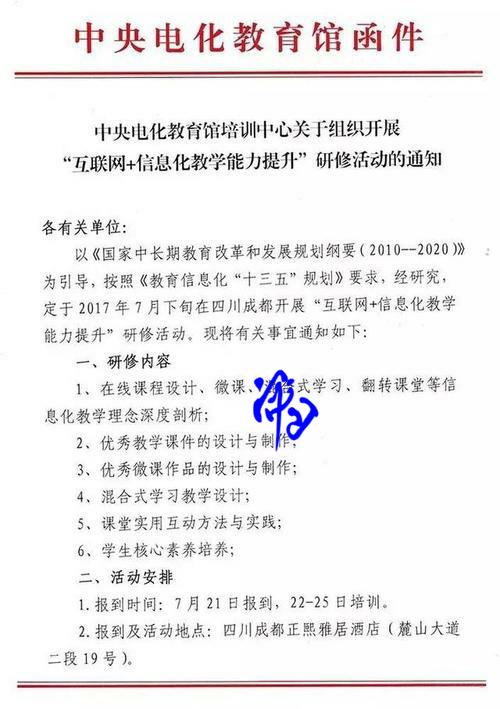 中央电化教育馆函件
中央电化教育馆培训中心关于组织开展
“互联网+信息化教学能力提升”研修活动的通知
各有关单位：
以《国家中长期教育改革和发展规划纲要（2010--2020）》
为引导，按照《教育信息化“十三五”规划》要求，经研究，
定于2017年7月下旬在四川成都开展“互联网+信息化教学
能力提升”研修活动。现将有关事宜通知如下：
一、研修内容
1、在线课程设计、微课、混合式学习、翻转课堂等信
息化教学理念深度剖析；
2、优秀教学课件的设计与制作；
3、优秀微课作品的设计与制作；
4、混合式学习教学设计；
5、课堂实用互动方法与实践；
6、学生核心素养培养；
二、活动安排
1.报到时间：7月21日报到，22-25日培训。
2.报到及活动地点：四川成都正熙雅居酒店（麓山大道
二段19号）。